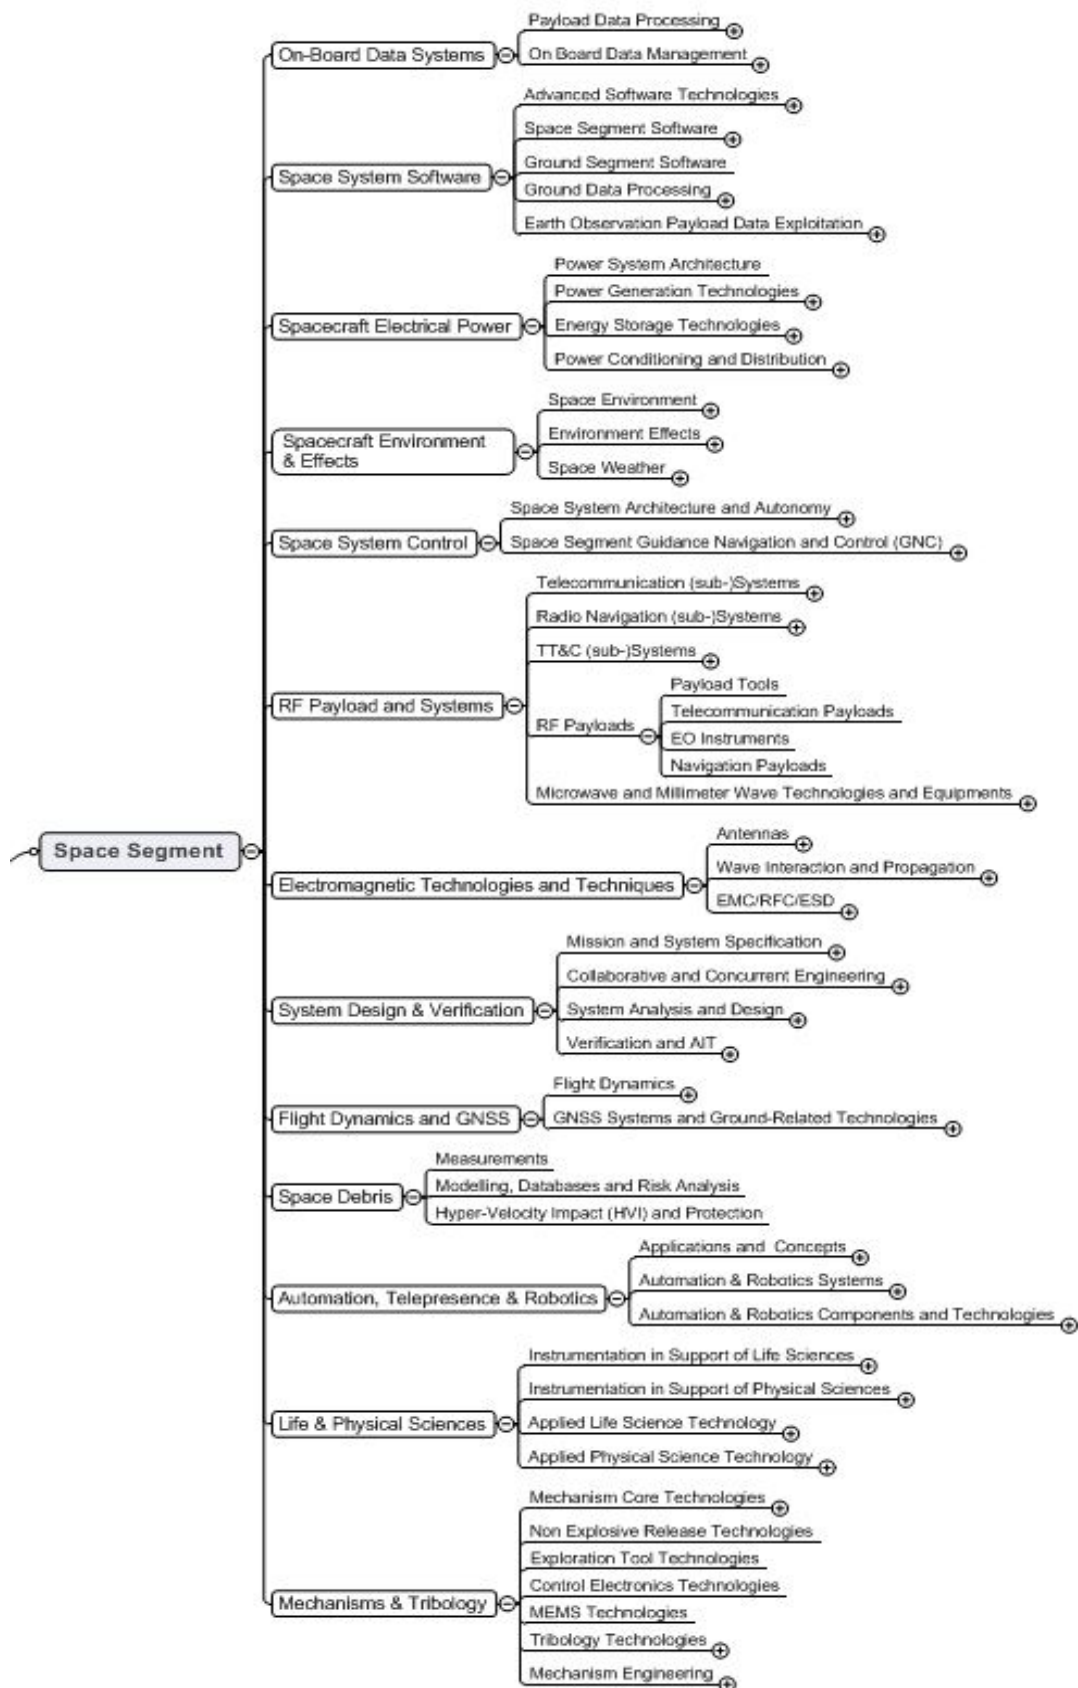 Payload Data Processing
On-Board Data Systems
On Board Data Management
Advanced Software Technologies
Space Segment Software
Ground Segment Software
Space System Software
Ground Data Processing
Earth Observation Payload Data Exploitation
Power System Architecture
Power Generation Technologies
Spacecraft Electrical Power
Energy Storage Technologies
Power Conditioning and Distribution
Space Environment
Spacecraft Environment
& Effects
Environment Effects
Space Weather
Space System Architecture and Autonomy
Space System Control
Space Segment Guidance Navigation and Control (GNC)
Telecommunication (sub-)Systems
Radio Navigation (sub-)Systems
TT&C (sub-)Systems
RF Payload and Systems
RF Payloads
Payload Tools
Telecommunication Payloads
EO Instruments
Navigation Payloads
Microwave and Millimeter Wave Technologies and Equipments
Space Segment
Antennas
Wave Interaction and Propagation
Electromagnetic Technologies and Techniques
EMC/RFC/ESD
Mission and System Specification
Collaborative and Concurrent Engineering
System Design & Verification
System Analysis and Design
Verification and AIT
Flight Dynamics
Flight Dynamics and GNSS
GNSS Systems and Ground-Related Technologies
Measurements
Space Debris
Modelling, Databases and Risk Analysis
Hyper-Velocity Impact (HVI) and Protection
Applications and Concepts
Automation, Telepresence & Robotics
Automation & Robotics Systems
Automation & Robotics Components and Technologies
Instrumentation in Support of Life Sciences
Instrumentation in Support of Physical Sciences
Life & Physical Sciences
Applied Life Science Technology
Applied Physical Science Technology
Mechanism Core Technologies
Non Explosive Release Technologies
Exploration Tool Technologies
Control Electronics Technologies
Mechanisms & Tribology
MEMS Technologies
Tribology Technologies
Mechanism Engineering